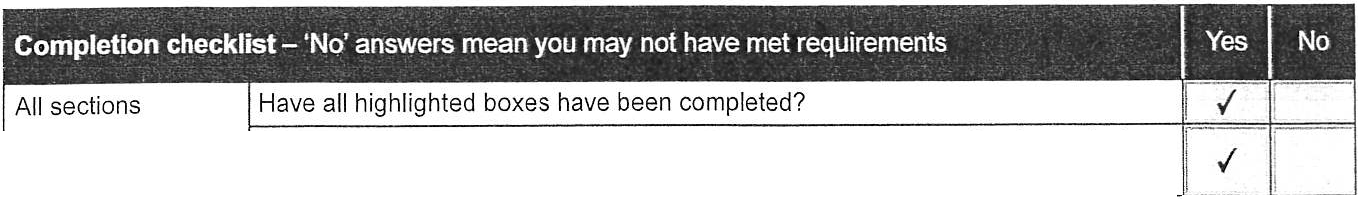 Completion checklist – 'No' answers mean you may not have met requirements Yes No
All sections Have all highlighted boxes have been completed? ✓
✓